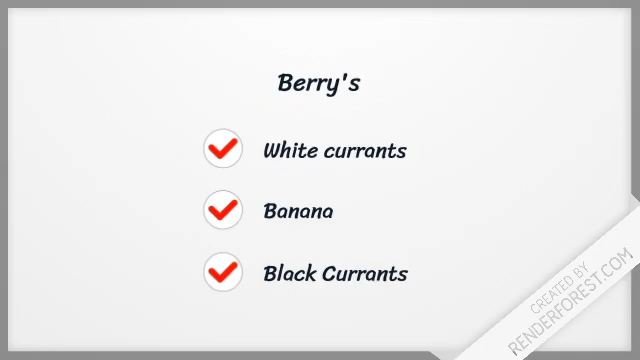 Berry's
White currants
Banana
Black Currants
CREATED BY
RENDERFOREST.COM